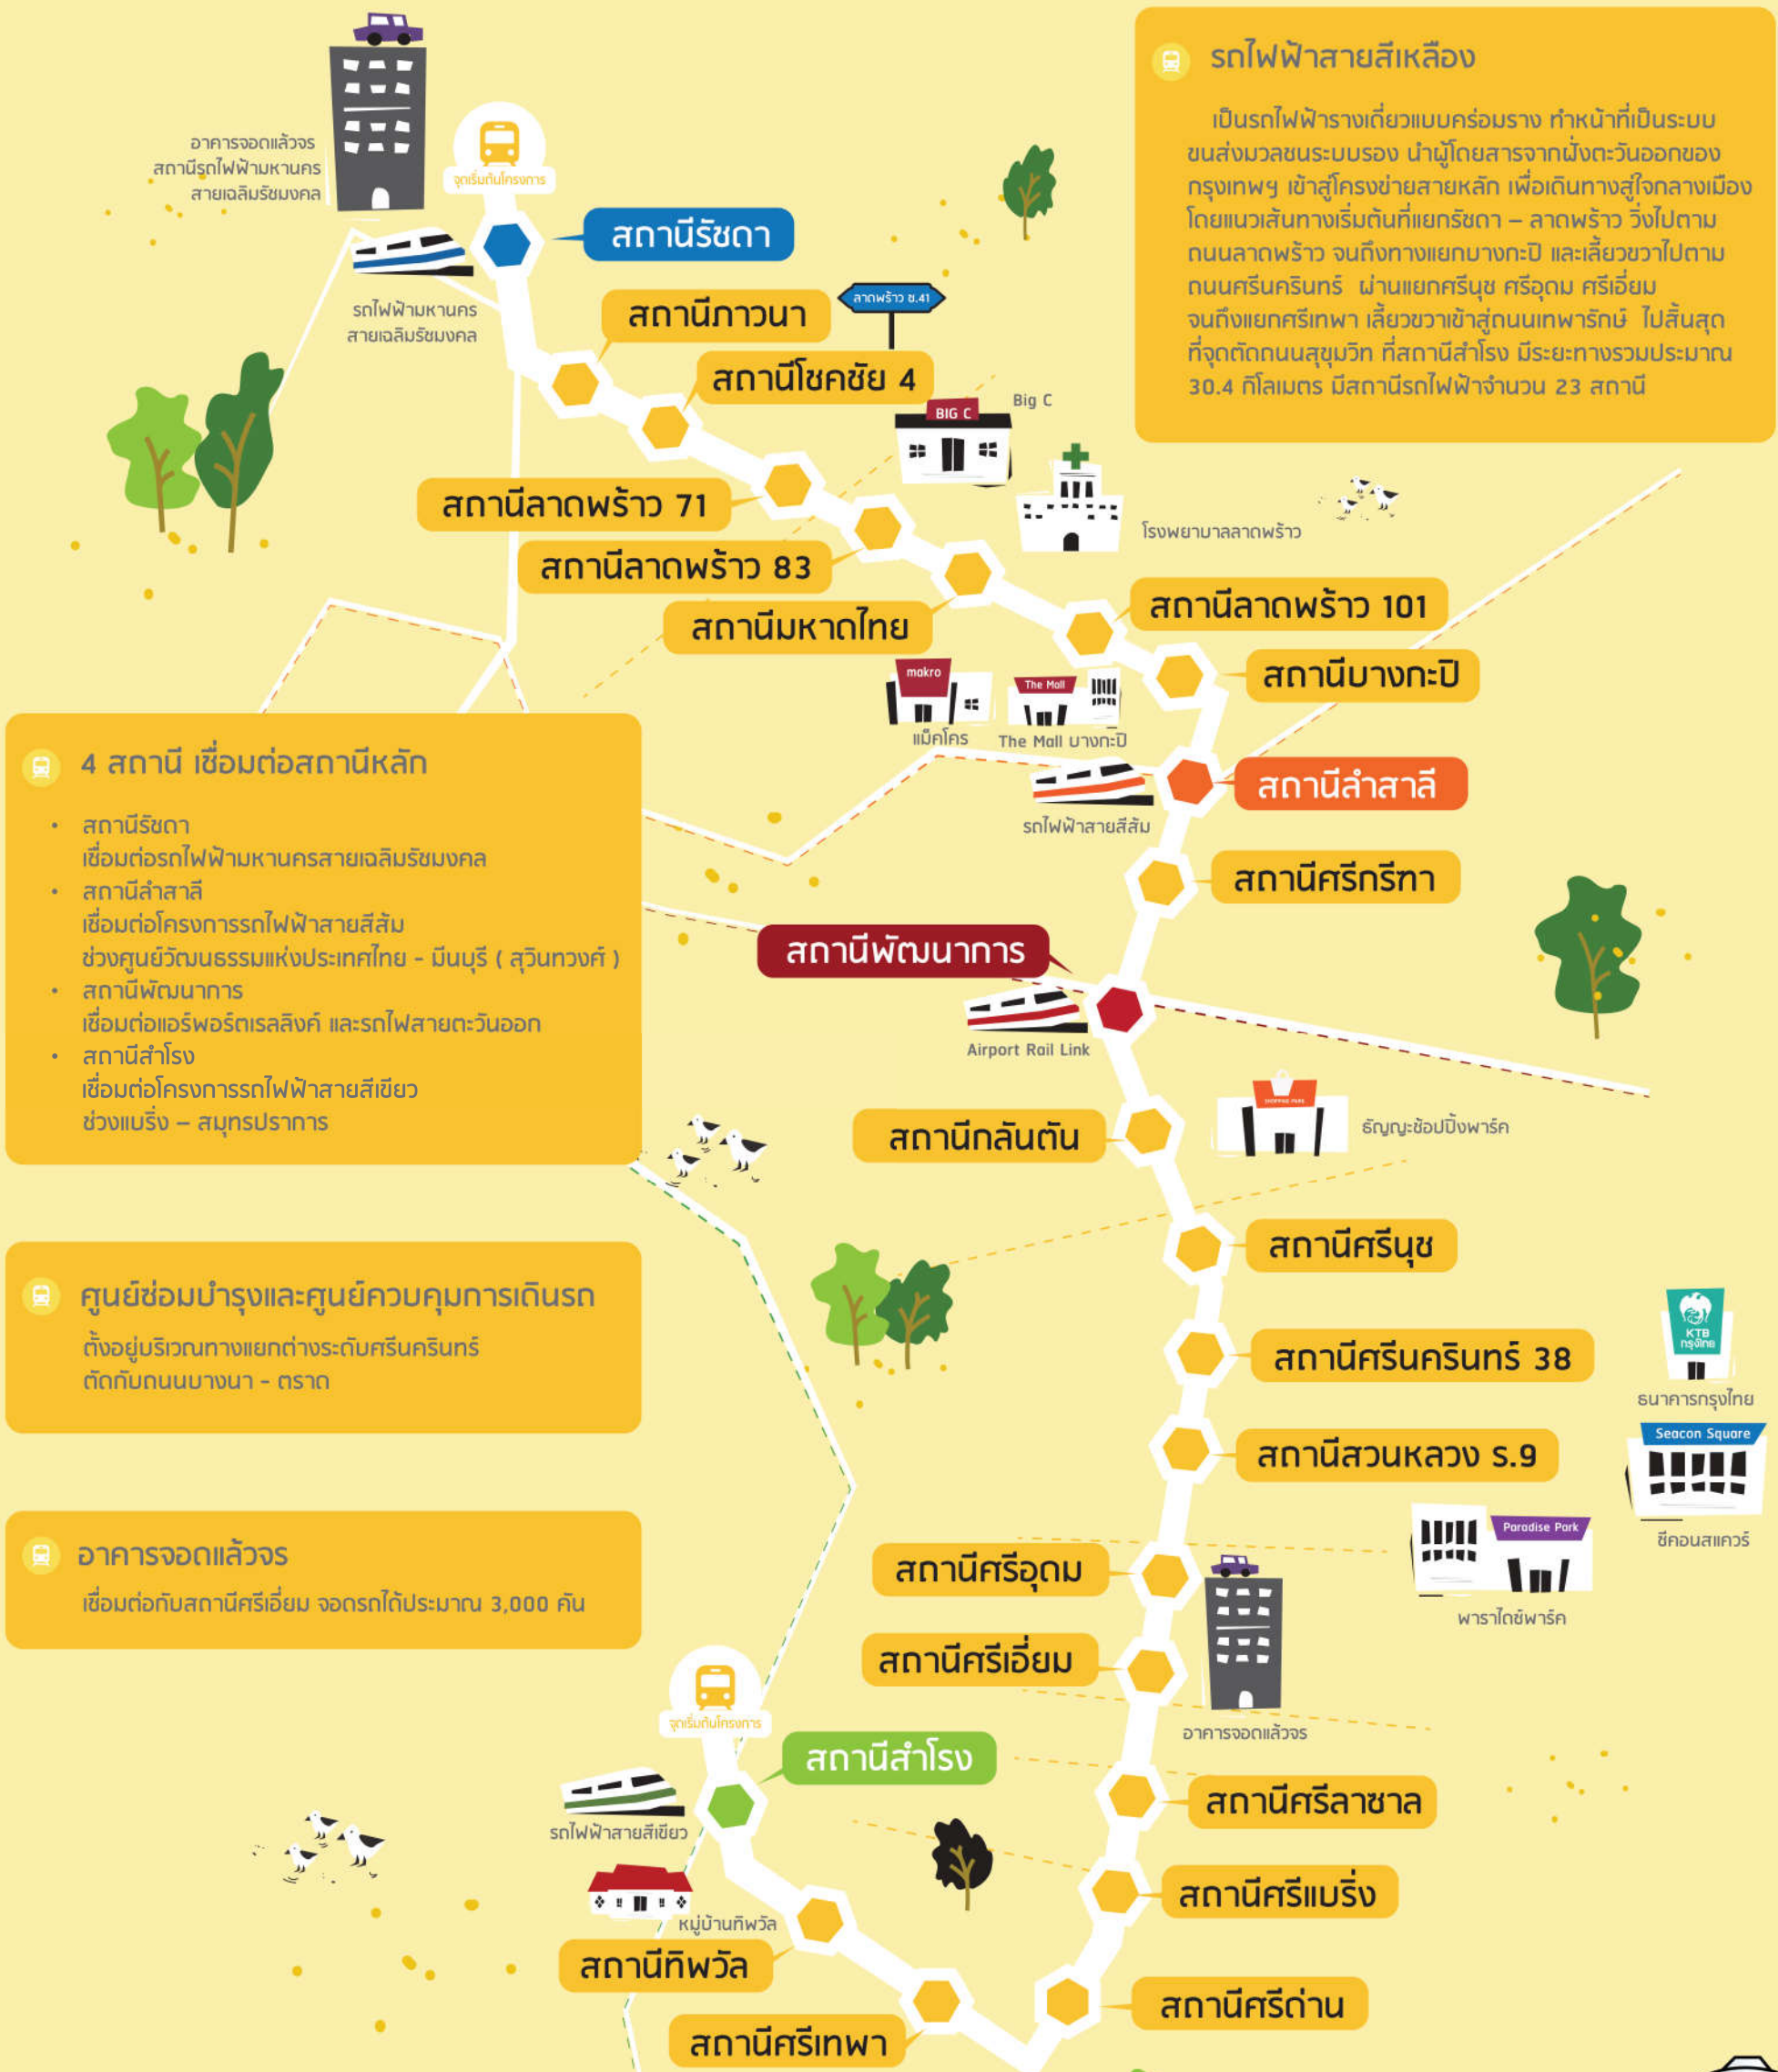 รถไฟฟ้าสายสีเหลือง
เป็นรถไฟฟ้ารางเดี่ยวแบบคร่อมราง ทำหน้าที่เป็นระบบ
ขนส่งมวลชนระบบรอง นำผู้โดยสารจากฝั่งตะวันออกของ
กรุงเทพฯ เข้าสู่โครงข่ายสายหลัก เพื่อเดินทางสู่ใจกลางเมือง
โดยแนวเส้นทางเริ่มต้นที่แยกรัชดา – ลาดพร้าว วิ่งไปตาม
ถนนลาดพร้าว จนถึงทางแยกบางกะปิ และเลี้ยวขวาไปตาม
ถนนศรีนครินทร์ ผ่านแยกศรีนุช ศรีอุดม ศรีเอี่ยม
จนถึงแยกศรีเทพา เลี้ยวขวาเข้าสู่ถนนเทพารักษ์ ไปสิ้นสุด
ที่จุดตัดถนนสุขุมวิท ที่สถานีสำโรง มีระยะทางรวมประมาณ
30.4 กิโลเมตร มีสถานีรถไฟฟ้าจำนวน 23 สถานี
อาคารจอดแล้วจร
สถานีรถไฟฟ้ามหานคร
สายเฉลิมรัชมงคล
จุดเริ่มต้นโครงการ
สถานีรัชดา
รถไฟฟ้ามหานคร
สายเฉลิมรัชมงคล
สถานีภาวนา
ลาดพร้าว ซ.41
สถานีโชคชัย 4
BIG C
Big C
สถานีลาดพร้าว 71
โรงพยาบาลลาดพร้าว
สถานีลาดพร้าว 83
สถานีมหาดไทย
สถานีลาดพร้าว 101
สถานีบางกะปิ
makro
แม็คโคร
The Mall
The Mall บางกะปิ
สถานีลำสาลี
รถไฟฟ้าสายสีส้ม
สถานีศรีกรีฑา
สถานีพัฒนาการ
Airport Rail Link
สถานีกลันตัน
SHOPPING PARK
ธัญญะช้อปปิ้งพาร์ค
สถานีศรีนุช
สถานีศรีนครินทร์ 38
KTB
กรุงไทย
ธนาคารกรุงไทย
สถานีสวนหลวง ร.9
Seacon Square
ซีคอนสแควร์
Paradise Park
พาราไดซ์พาร์ค
สถานีศรีอุดม
สถานีศรีเอี่ยม
อาคารจอดแล้วจร
สถานีศรีลาซาล
สถานีศรีแบริ่ง
สถานีศรีด่าน
สถานีศรีเทพา
สถานีทิพวัล
หมู่บ้านทิพวัล
รถไฟฟ้าสายสีเขียว
สถานีสำโรง
จุดเริ่มต้นโครงการ
4 สถานี เชื่อมต่อสถานีหลัก
• สถานีรัชดา
เชื่อมต่อรถไฟฟ้ามหานครสายเฉลิมรัชมงคล
• สถานีลำสาลี
เชื่อมต่อโครงการรถไฟฟ้าสายสีส้ม
ช่วงศูนย์วัฒนธรรมแห่งประเทศไทย - มีนบุรี ( สุวินทวงศ์ )
• สถานีพัฒนาการ
เชื่อมต่อแอร์พอร์ตเรลลิงค์ และรถไฟสายตะวันออก
• สถานีสำโรง
เชื่อมต่อโครงการรถไฟฟ้าสายสีเขียว
ช่วงแบริ่ง – สมุทรปราการ
ศูนย์ซ่อมบำรุงและศูนย์ควบคุมการเดินรถ
ตั้งอยู่บริเวณทางแยกต่างระดับศรีนครินทร์
ตัดกับถนนบางนา - ตราด
อาคารจอดแล้วจร
เชื่อมต่อกับสถานีศรีเอี่ยม จอดรถได้ประมาณ 3,000 คัน